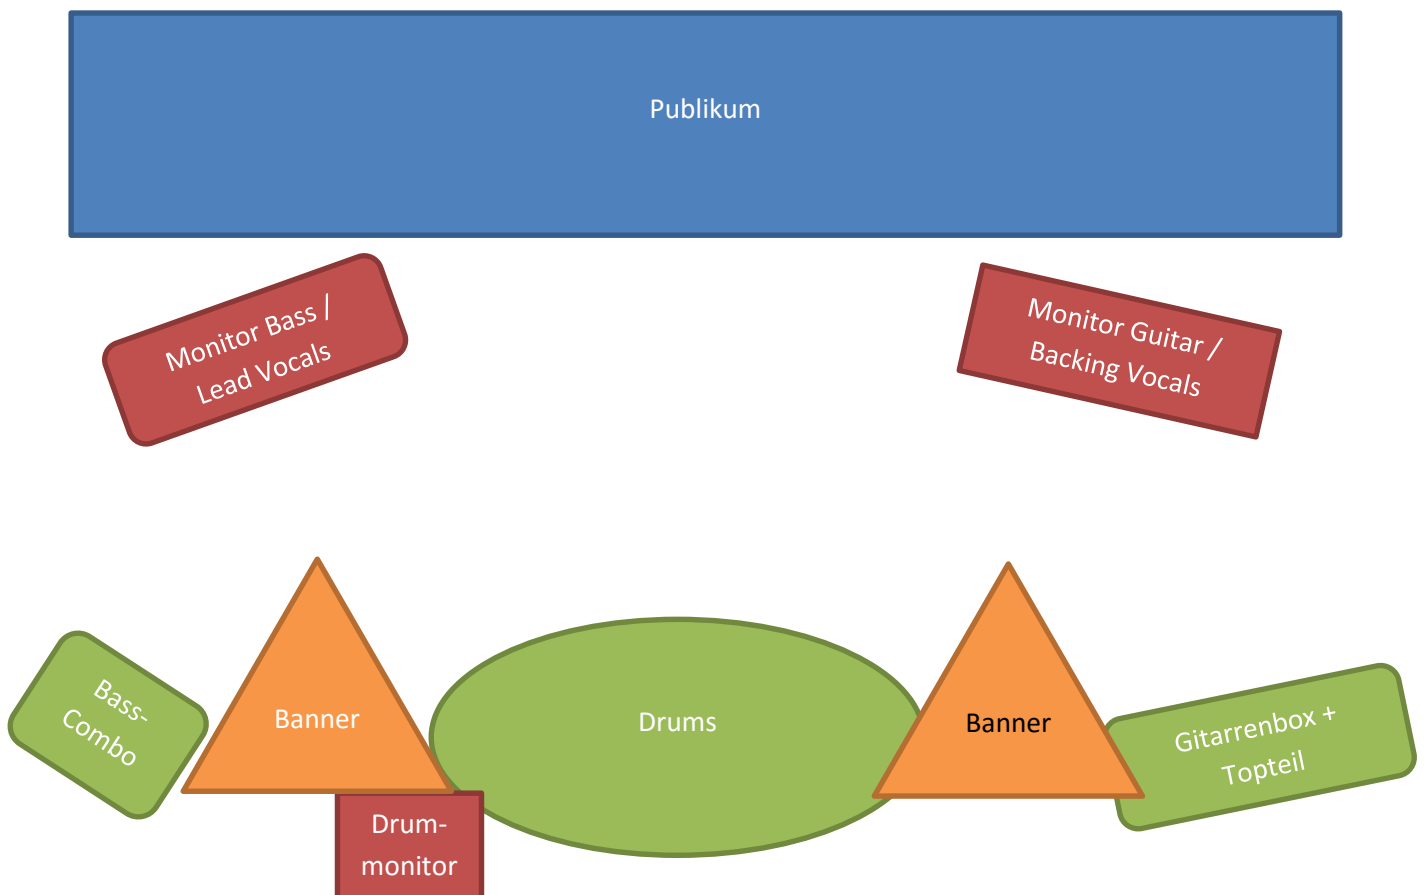 Publikum
Monitor Bass /
Lead Vocals
Monitor Guitar /
Backing Vocals
Bass-
Combo
Banner
Drums
Banner
Gitarrenbox +
Topteil
Drum-
monitor